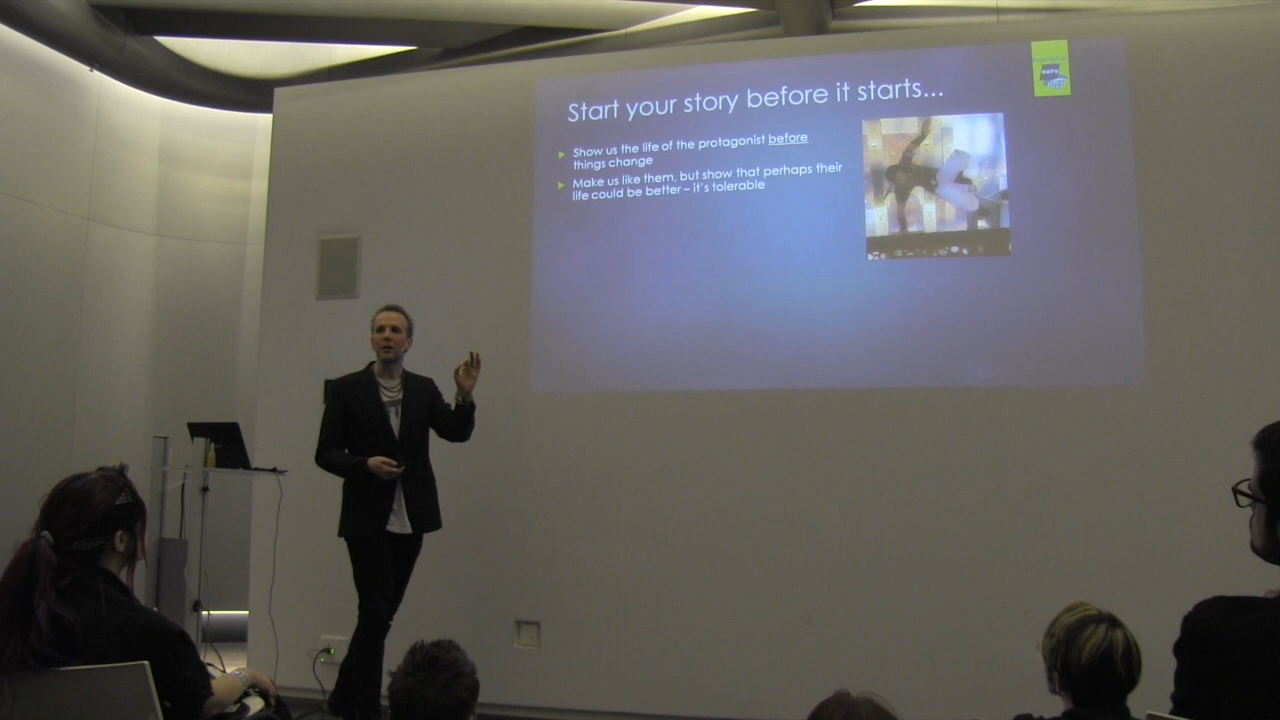 Start your story before it starts...
Show us the life of the protagonist before
things change
Make us like them, but show that perhaps their
life could be better – it's tolerable